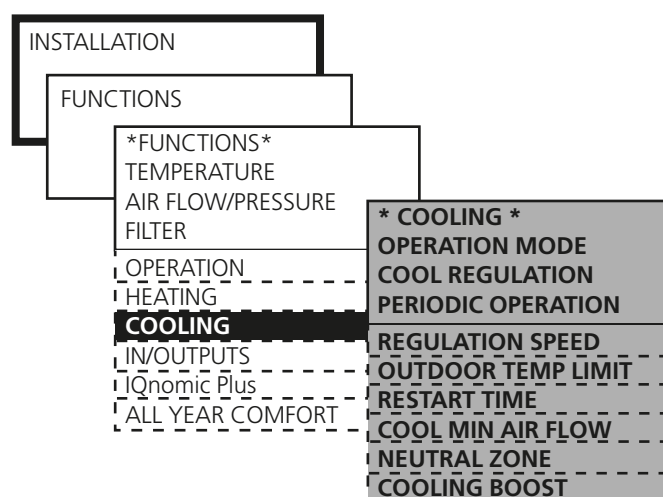 INSTALLATION
FUNCTIONS
*FUNCTIONS*
TEMPERATURE
AIR FLOW/PRESSURE
FILTER
OPERATION
HEATING
COOLING
IN/OUTPUTS
IQnomic Plus
ALL YEAR COMFORT
* COOLING *
OPERATION MODE
COOL REGULATION
PERIODIC OPERATION
REGULATION SPEED
OUTDOOR TEMP LIMIT
RESTART TIME
COOL MIN AIR FLOW
NEUTRAL ZONE
COOLING BOOST